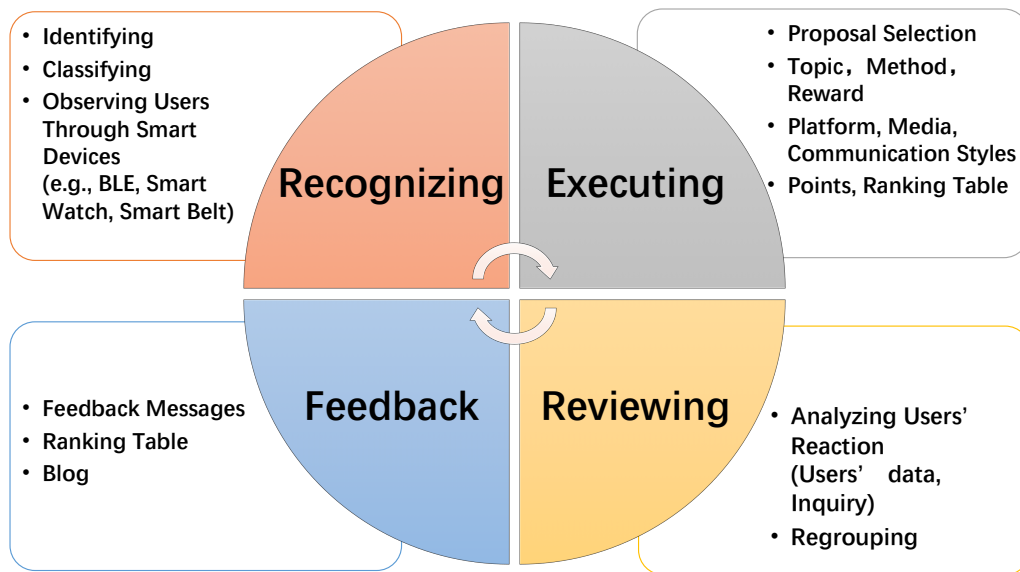 • Identifying
• Classifying
• Observing Users
Through Smart
Devices
(e.g., BLE, Smart
Watch, Smart Belt)
Recognizing
Executing
• Proposal Selection
• Topic，Method，
Reward
• Platform, Media,
Communication Styles
• Points, Ranking Table
• Feedback Messages
• Ranking Table
• Blog
Feedback
Reviewing
• Analyzing Users’
Reaction
(Users’ data,
Inquiry)
• Regrouping